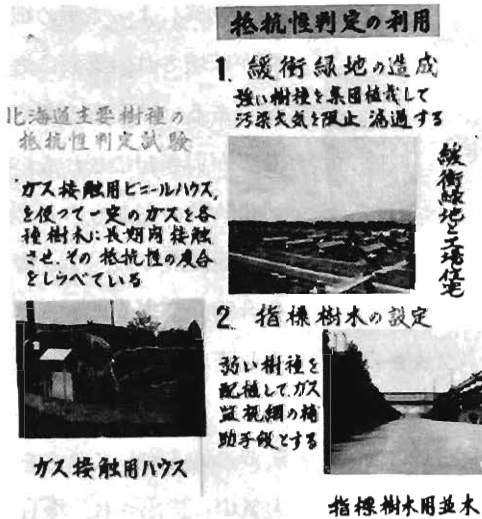 北海道主要樹種の
抵抗性判定試験
ガス接触用ビニールハウス,
を使つて一定のガスを各
種樹木に長期間接触
させ、その抵抗性の度合
をしらべている
ガス接触用ハウス
抵抗性判定の利用
1. 緩衝緑地の造成
強い樹種を集団植栽して
汚染大気を阻止 濾過する
緩衝緑地と工場住宅
2. 指標樹木の設定
弱い樹種を
配植して、ガス
監視網の補
助手段とする
指標樹木用並木